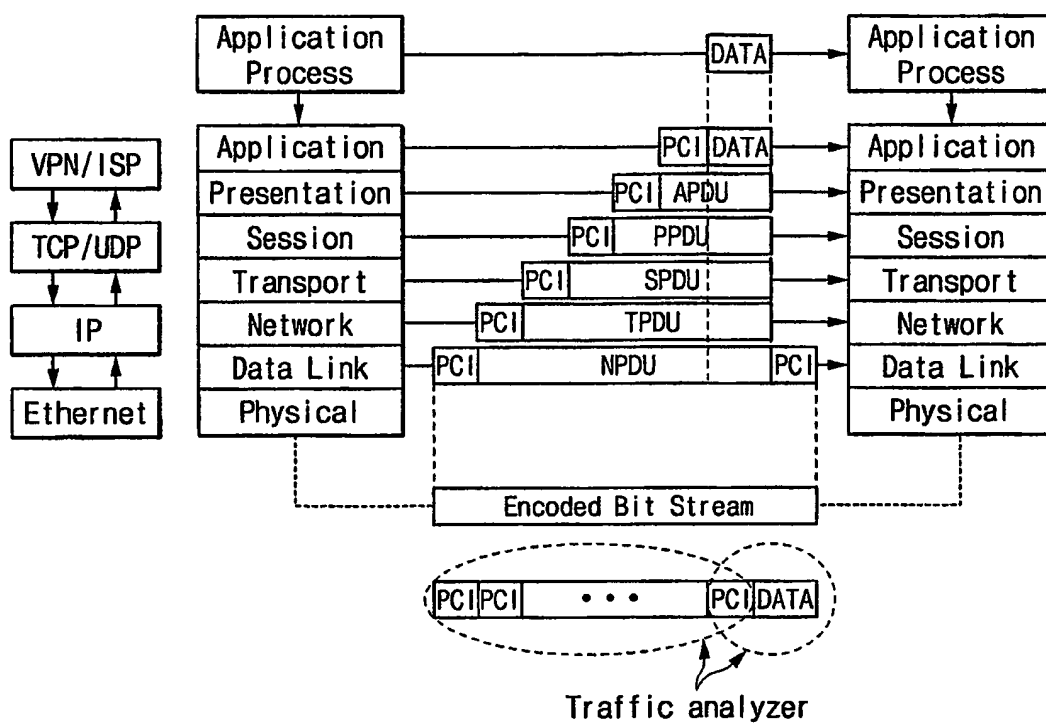 Application
Process
DATA
Application
Process
VPN/ISP
TCP/UDP
IP
Ethernet
Application
Presentation
Session
Transport
Network
Data Link
Physical
PCI DATA
PCI APDU
PCI PPDU
PCI SPDU
PCI TPDU
PCI NPDU PCI
Application
Presentation
Session
Transport
Network
Data Link
Physical
Encoded Bit Stream
PCI PCI • • • PCI DATA
Traffic analyzer